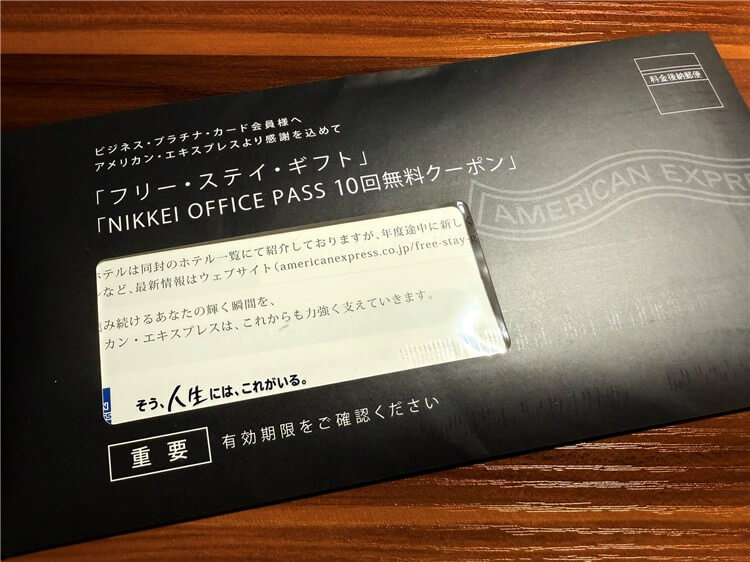 料金後納郵便
ビジネス・プラチナ・カード会員様へ
アメリカン・エキスプレスより感謝を込めて
「フリー・ステイ・ギフト」
「NIKKEI OFFICE PASS 10回無料クーポン」
AMERICAN EXPRE
ホテルは同封のホテル一覧にて紹介しておりますが、年度途中に新し
など、最新情報はウェブサイト(americanexpress.co.jp/free-stay-g
み続けるあなたの輝く瞬間を、
カン・エキスプレスは、これからも力強く支えていきます。
そう、人生には、これがいる。
重要
有効期限をご確認ください